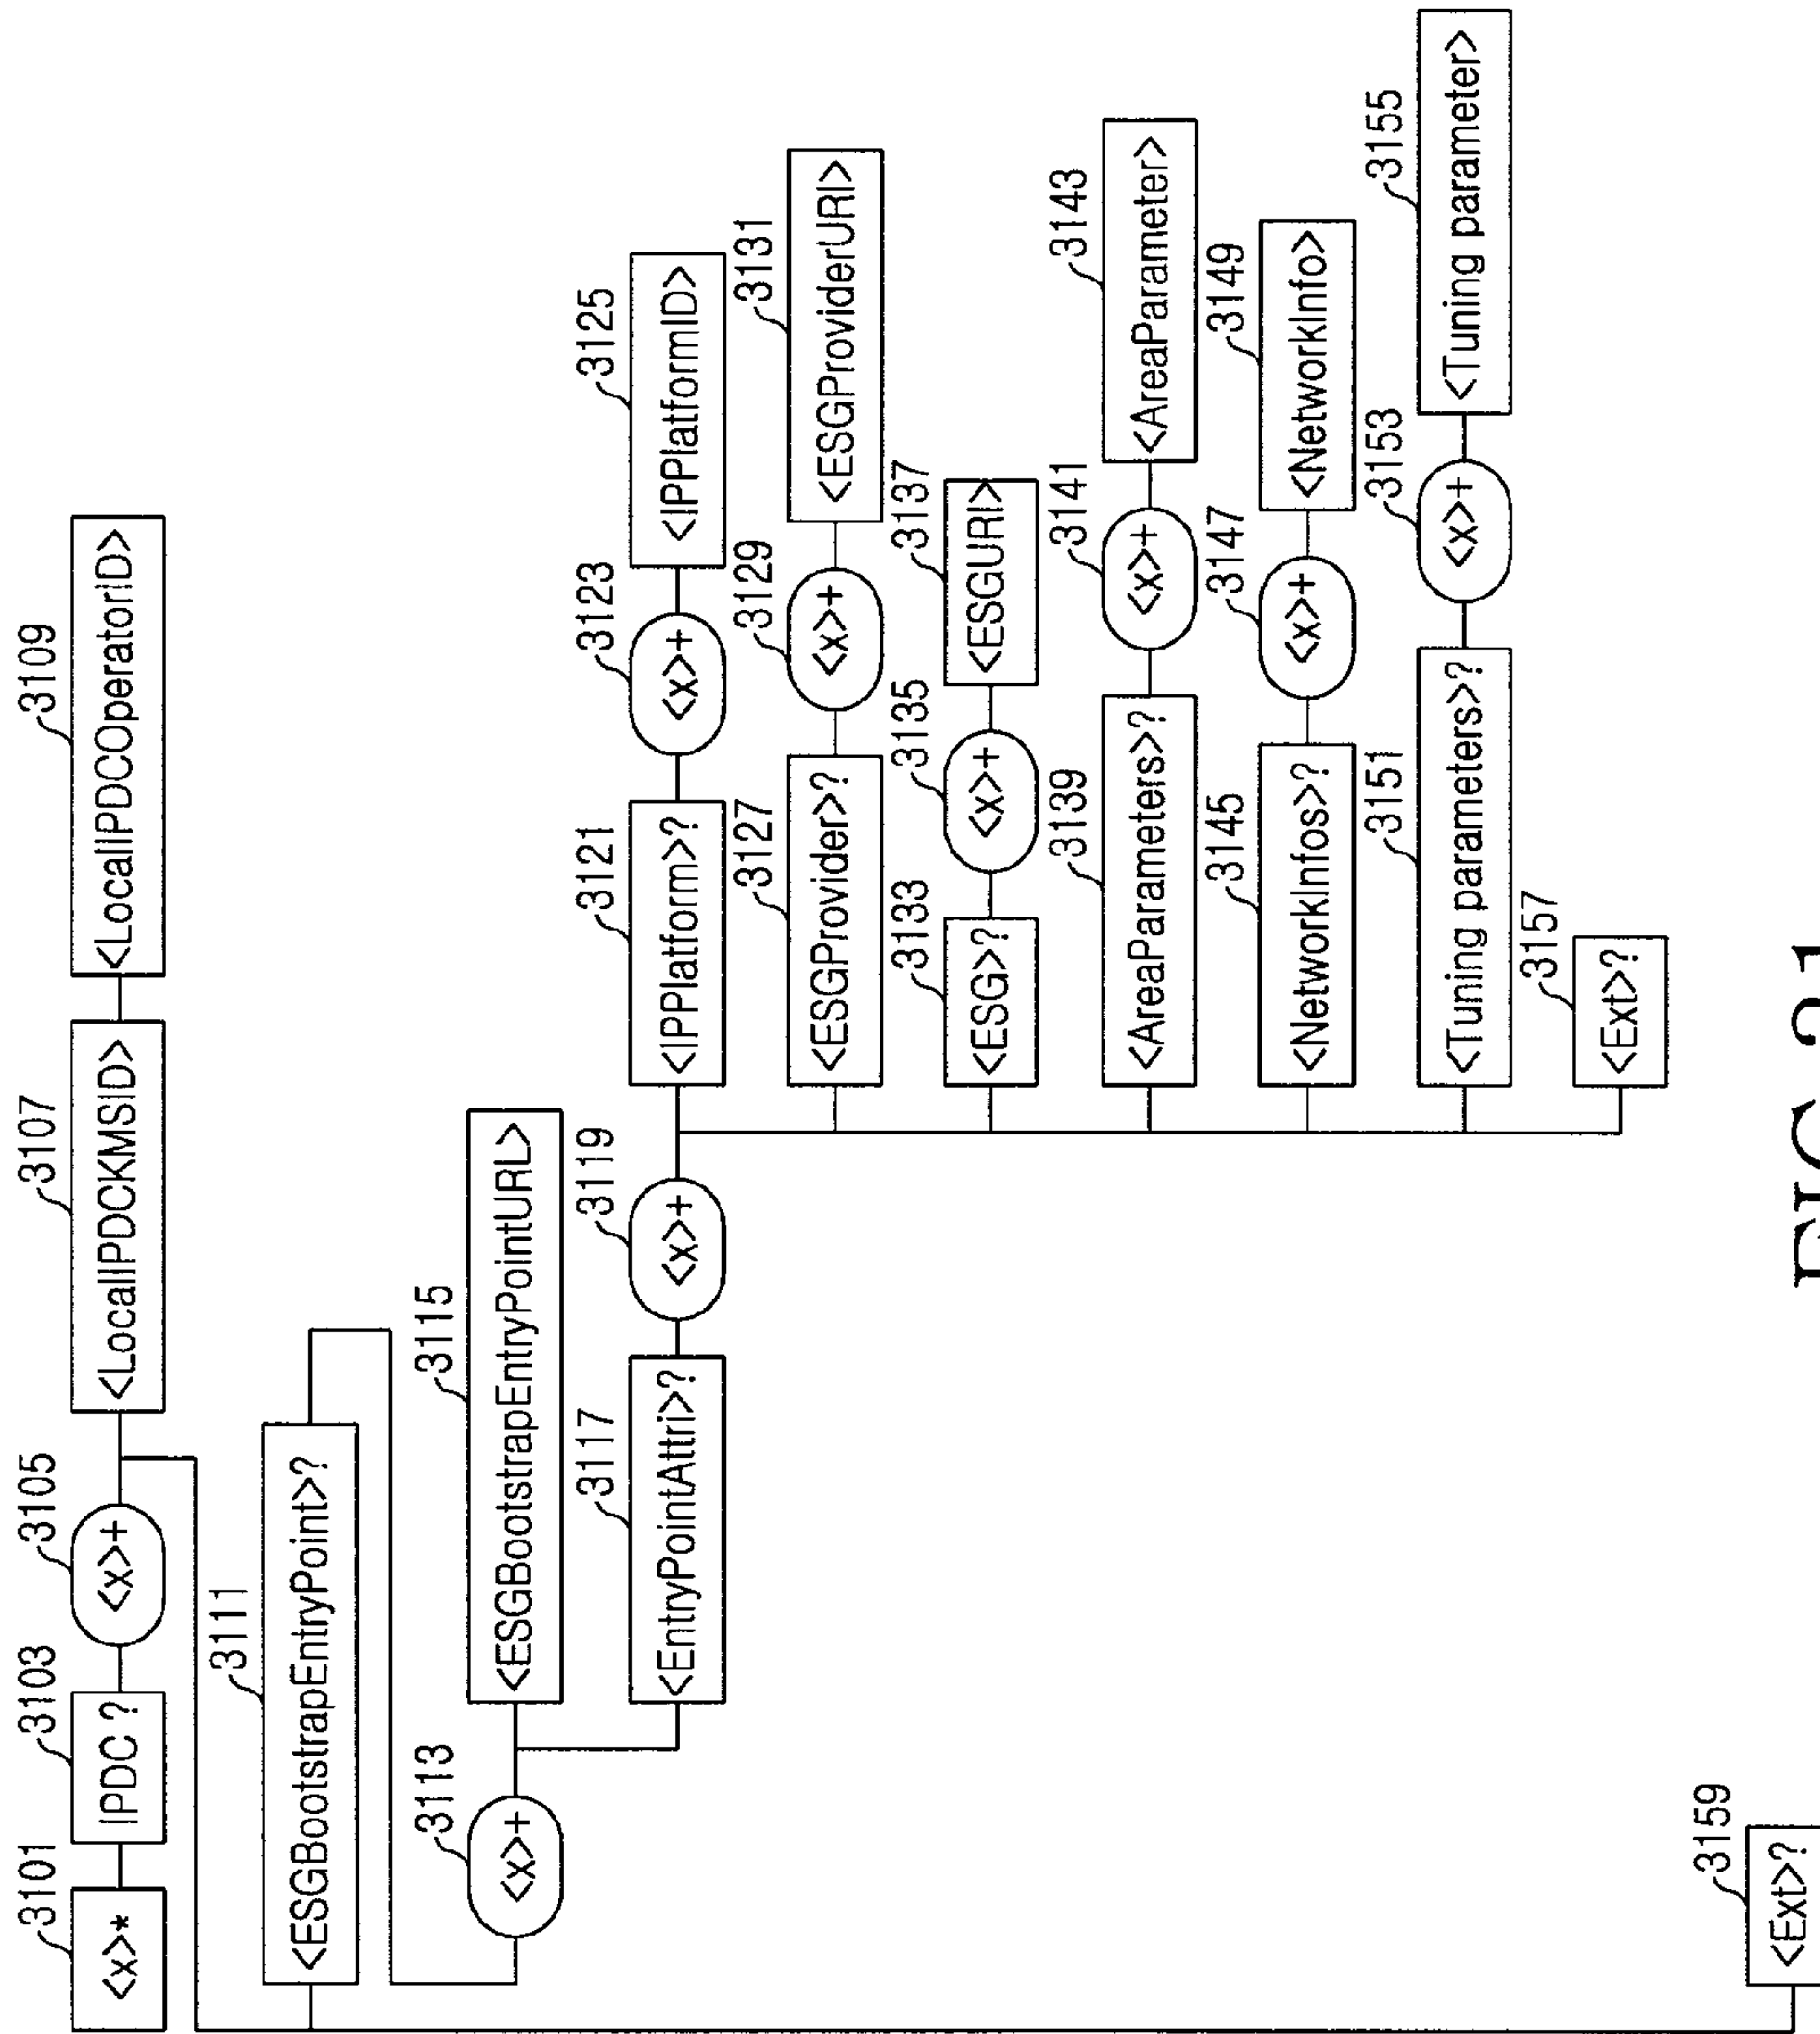 3101
<x>*
3103
IPDC ?
3105
<x>+
3107
<LocalIPDCKMSID>
3109
<LocalIPDCOperatorID>
3111
<ESGBootstrapEntryPoint>?
3113
<x>+
3115
<ESGBootstrapEntryPointURL>
3117
<EntryPointAttri>?
3119
<x>+
3121
<IPPlatform>?
3123
<x>+
3125
<IPPlatformID>
3127
<ESGProvider>?
3129
<x>+
3131
<ESGProviderURI>
3133
<ESG>?
3135
<x>+
3137
<ESGURI>
3139
<AreaParameters>?
3141
<x>+
3143
<AreaParameter>
3145
<NetworkInfos>?
3147
<x>+
3149
<NetworkInfo>
3151
<Tuning parameters>?
3153
<x>+
3155
<Tuning parameter>
3157
<Ext>?
3159
<Ext>?